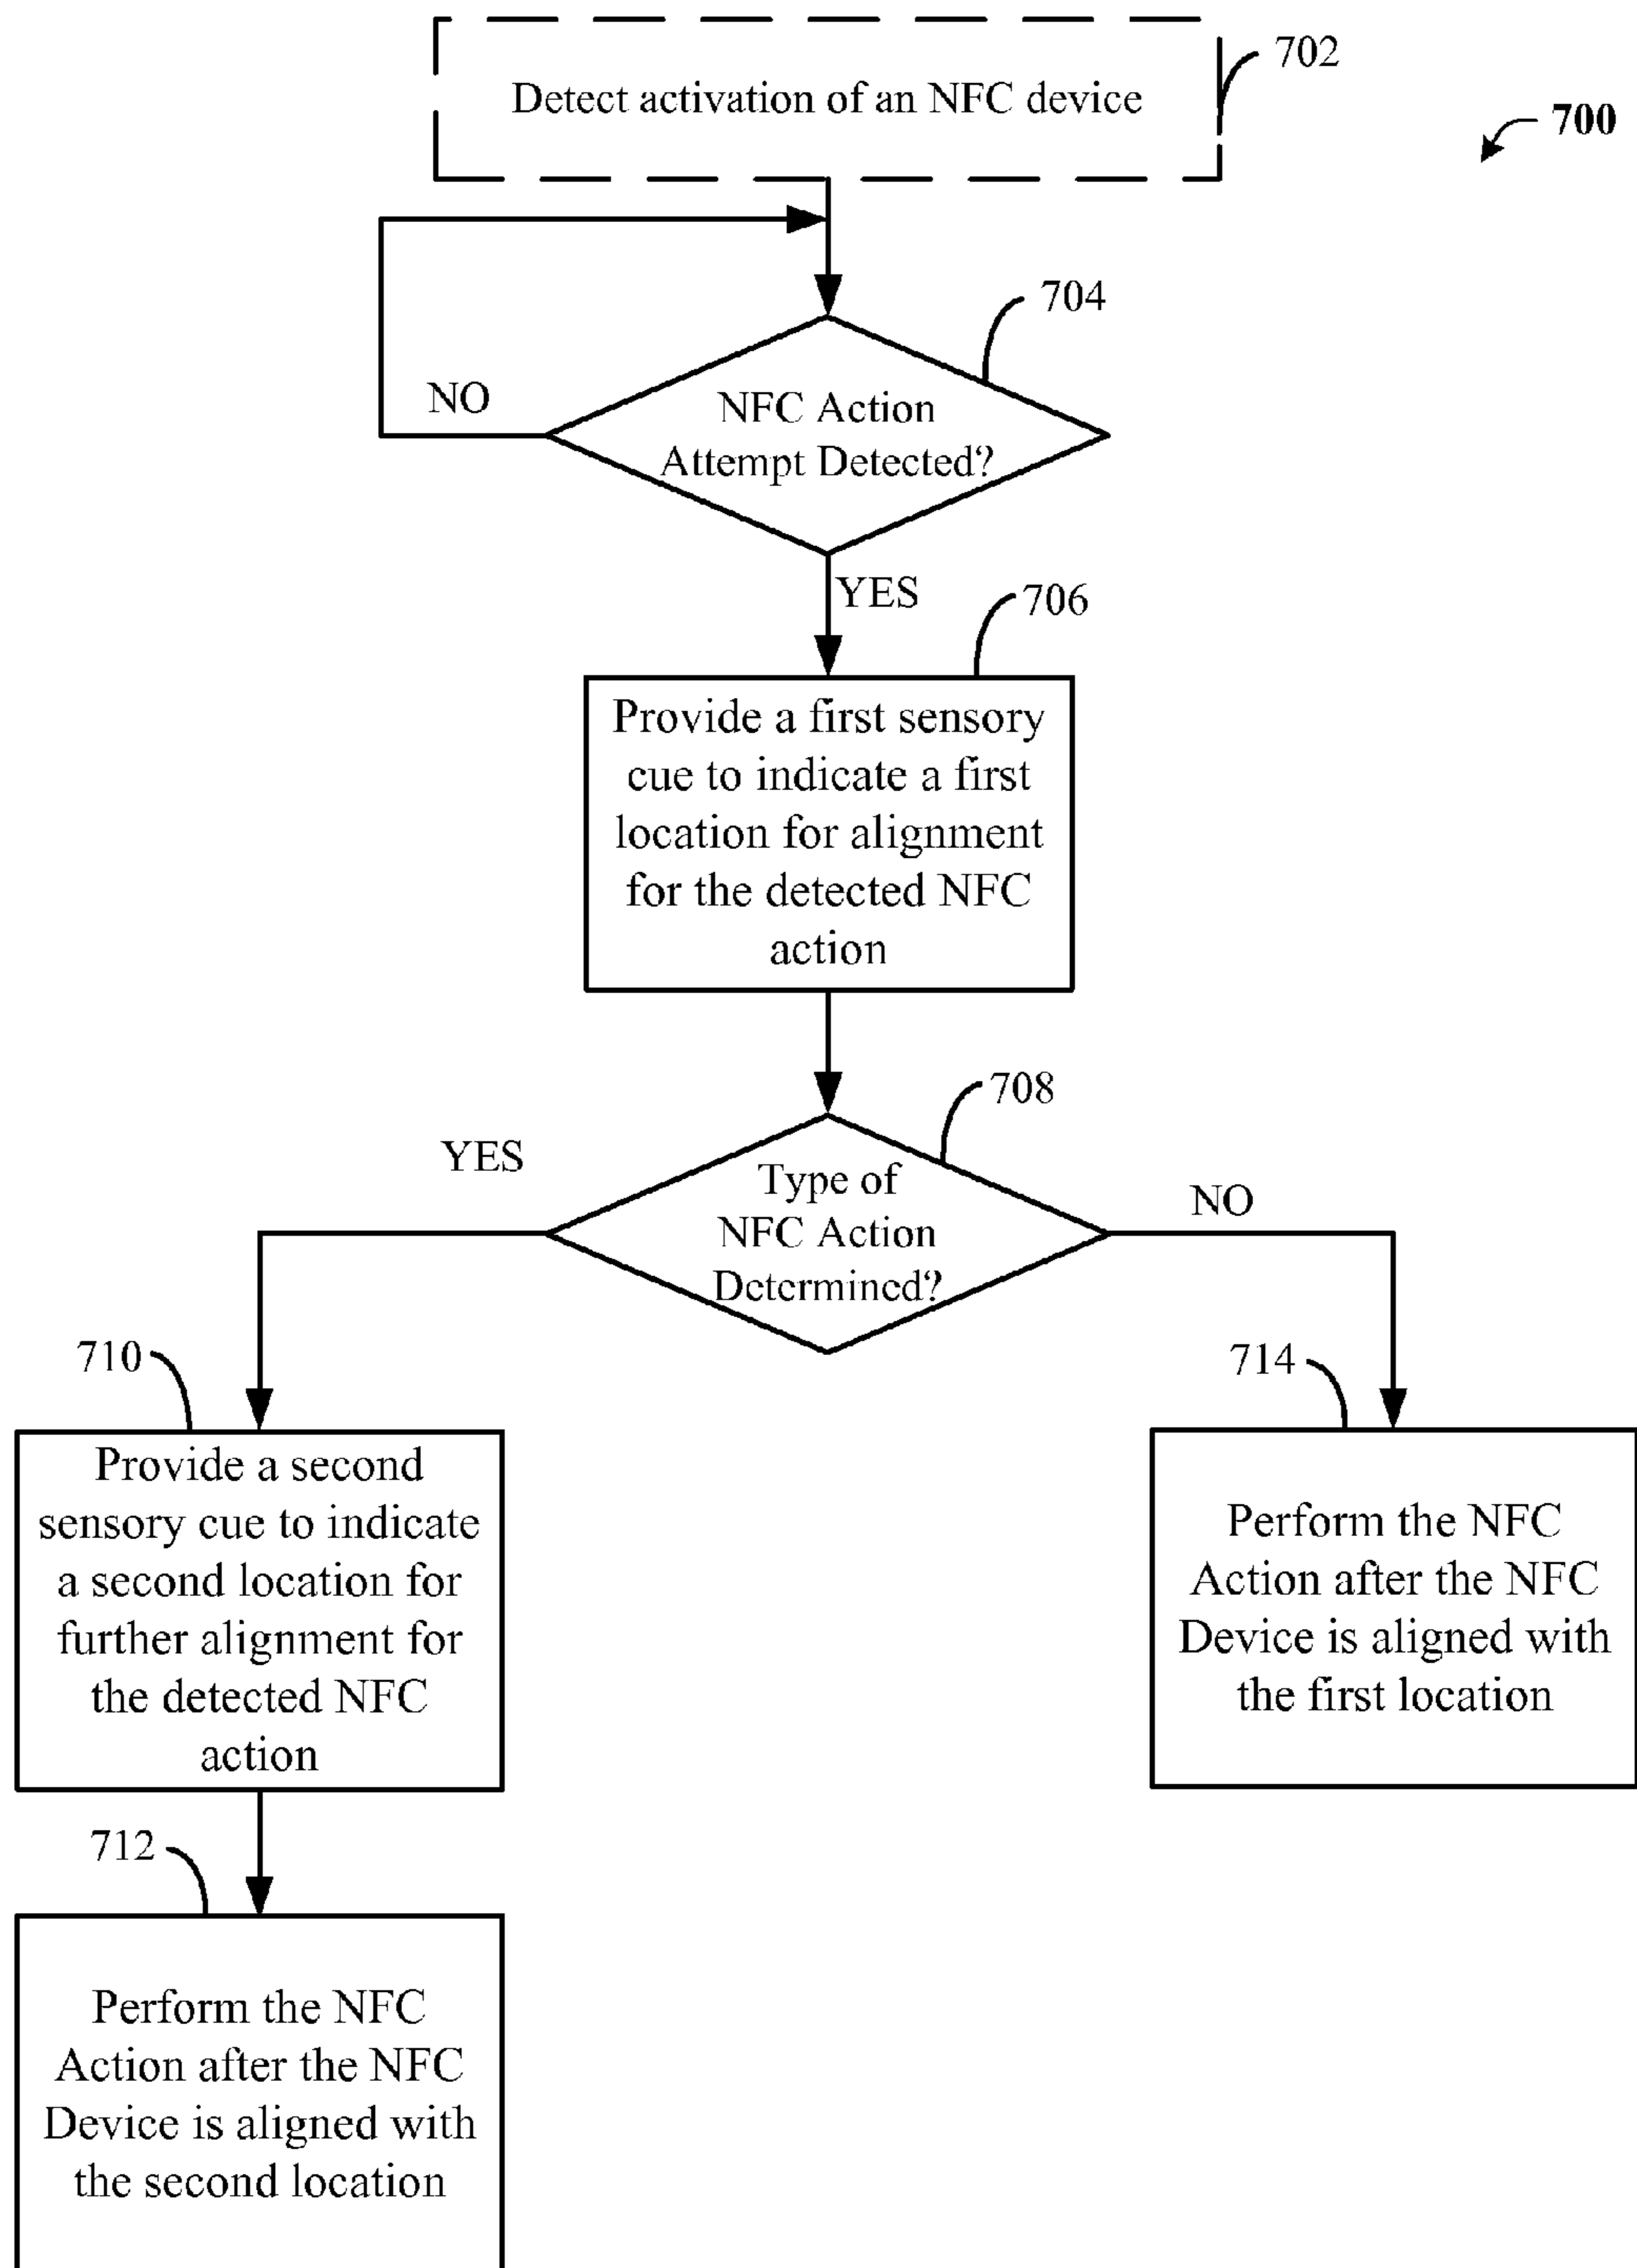 Detect activation of an NFC device
702
700
704
NO
NFC Action
Attempt Detected?
YES
706
Provide a first sensory
cue to indicate a first
location for alignment
for the detected NFC
action
708
YES
Type of
NFC Action
Determined?
NO
710
714
Provide a second
sensory cue to indicate
a second location for
further alignment for
the detected NFC
action
Perform the NFC
Action after the NFC
Device is aligned with
the first location
712
Perform the NFC
Action after the NFC
Device is aligned with
the second location